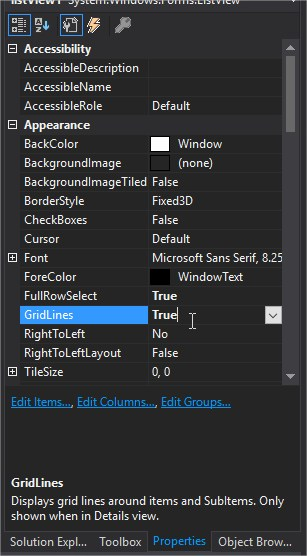 listView1 System.Windows.Forms.ListView
Accessibility
AccessibleDescription
AccessibleName
AccessibleRole Default
Appearance
BackColor Window
BackgroundImage (none)
BackgroundImageTiled False
BorderStyle Fixed3D
CheckBoxes False
Cursor Default
Font Microsoft Sans Serif, 8.25
ForeColor WindowText
FullRowSelect True
GridLines True
RightToLeft No
RightToLeftLayout False
TileSize 0, 0
Edit Items..., Edit Columns..., Edit Groups...
GridLines
Displays grid lines around items and SubItems. Only
shown when in Details view.
Solution Expl... Toolbox Properties Object Brow...